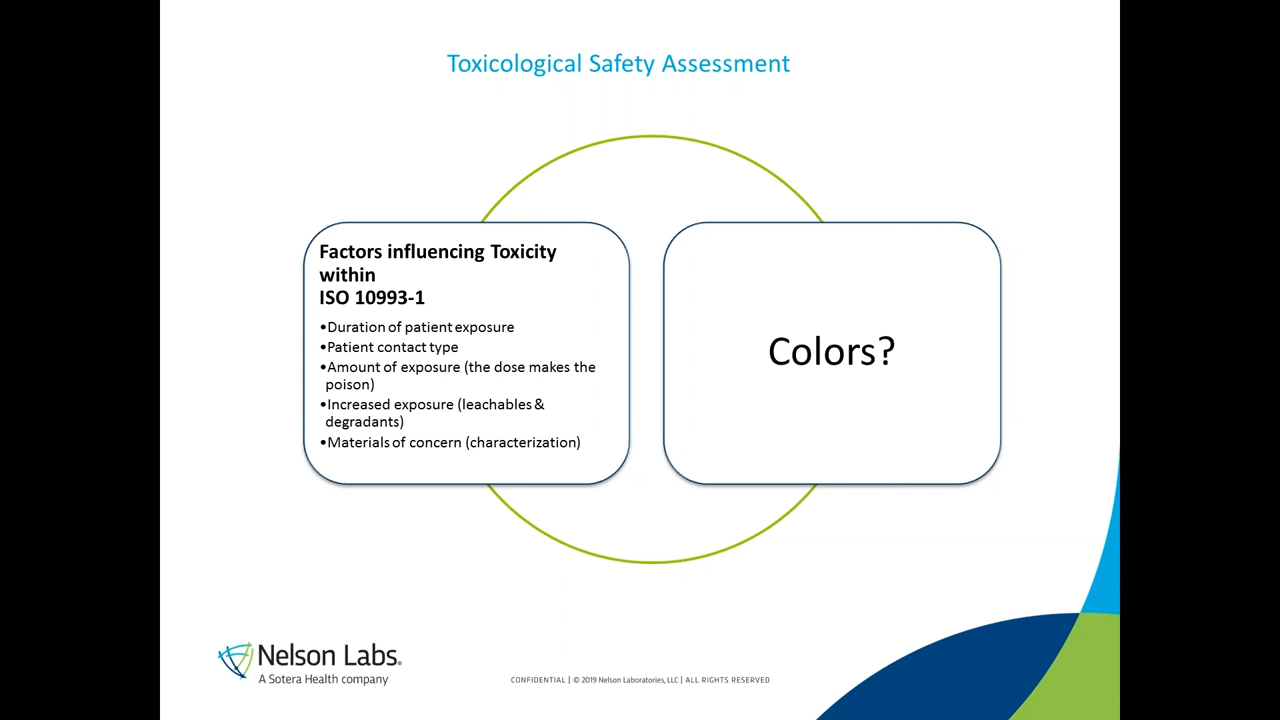 Toxicological Safety Assessment
Factors influencing Toxicity
within
ISO 10993-1
•Duration of patient exposure
•Patient contact type
•Amount of exposure (the dose makes the
poison)
•Increased exposure (leachables &
degradants)
•Materials of concern (characterization)
Colors?
Nelson Labs.
A Sotera Health company
CONFIDENTIAL | © 2019 Nelson Laboratories, LLC | ALL RIGHTS RESERVED